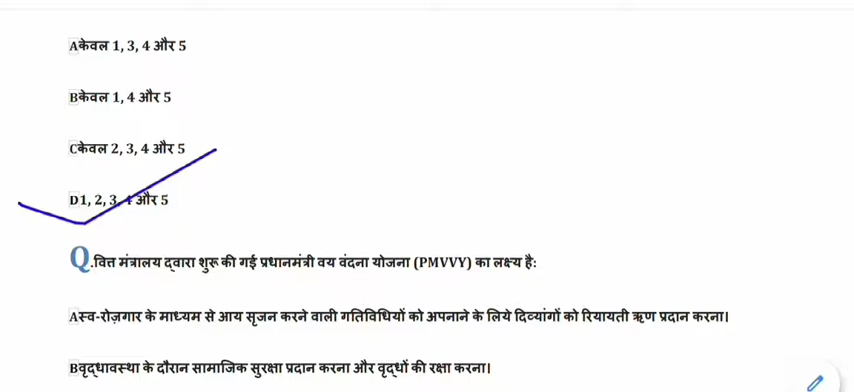 Aकेवल 1, 3, 4 और 5
Bकेवल 1, 4 और 5
Cकेवल 2, 3, 4 और 5
D1, 2, 3, 4 और 5
Q.वित्त मंत्रालय द्वारा शुरू की गई प्रधानमंत्री वय वंदना योजना (PMVVY) का लक्ष्य है:
Aस्व-रोज़गार के माध्यम से आय सृजन करने वाली गतिविधियों को अपनाने के लिये दिव्यांगों को रियायती ऋण प्रदान करना।
Bवृद्धावस्था के दौरान सामाजिक सुरक्षा प्रदान करना और वृद्धों की रक्षा करना।